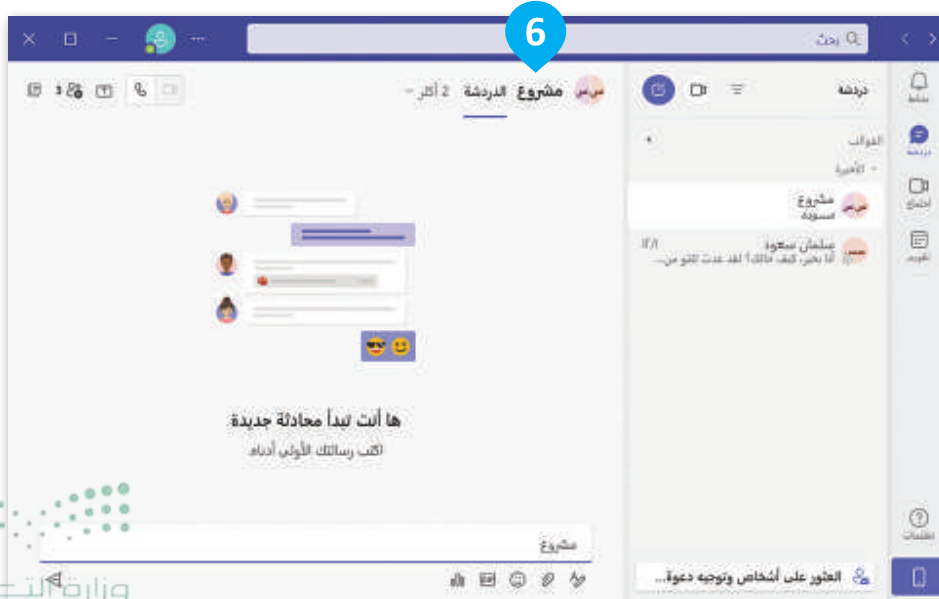 بحث
6
نشاط
دردشة
اجتماع
تقويم
دردشة
القوالب
الأخيرة
مشروع
مسودة
سلمان سعود
أنا بخير، كيف حالك؟ لقد عدت للتو من...
العثور على أشخاص وتوجيه دعوة...
س.س مشروع الدردشة 2 أكثر
3
ها أنت تبدأ محادثة جديدة
اكتب رسالتك الأولى أدناه.
مشروع